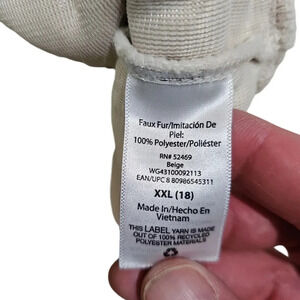 Faux Fur/Imitación De
Piel:
100% Polyester/Poliéster
RN# 52469
Beige
WG43100092113
EAN/UPC 8 80986545311
XXL (18)
Made In/Hecho En
Vietnam
THIS LABEL YARN IS MADE
OUT OF 100% RECYCLED
POLYESTER MATERIALS